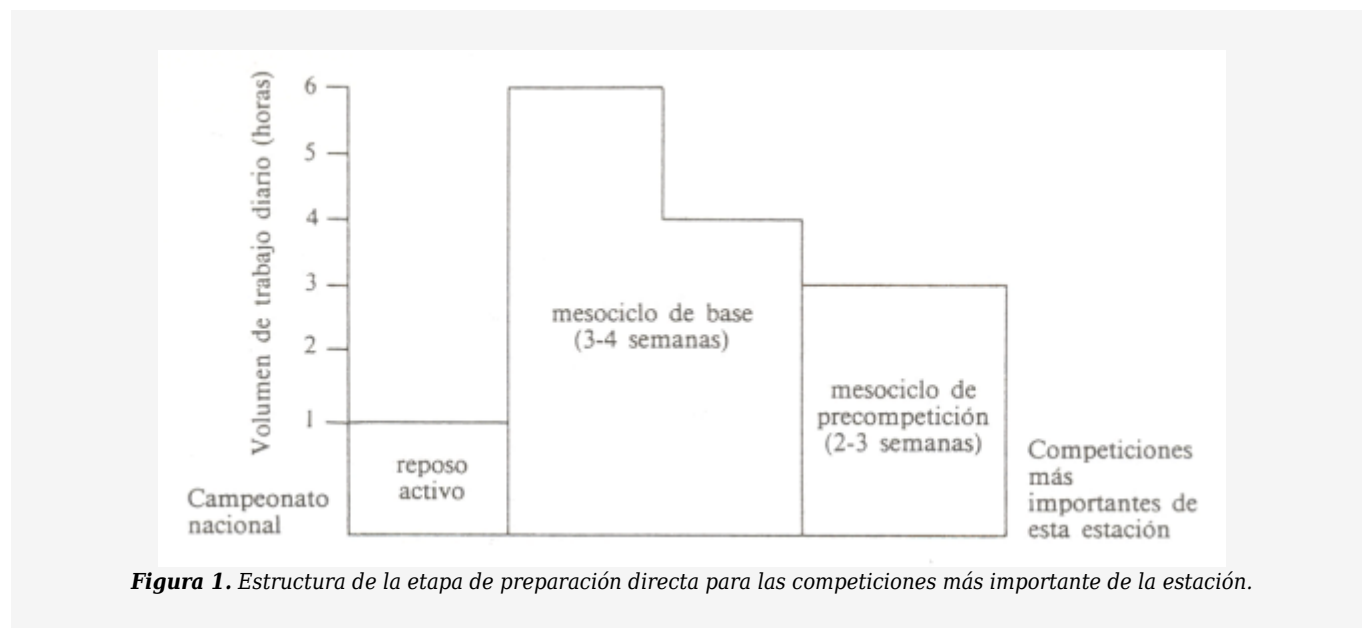 Volumen de trabajo diario (horas)
6
5
4
3
2
1
mesociclo de base
(3-4 semanas)
mesociclo de
precompetición
(2-3 semanas)
reposo
activo
Campeonato
nacional
Competiciones
más
importantes de
esta estación
Figura 1. Estructura de la etapa de preparación directa para las competiciones más importante de la estación.